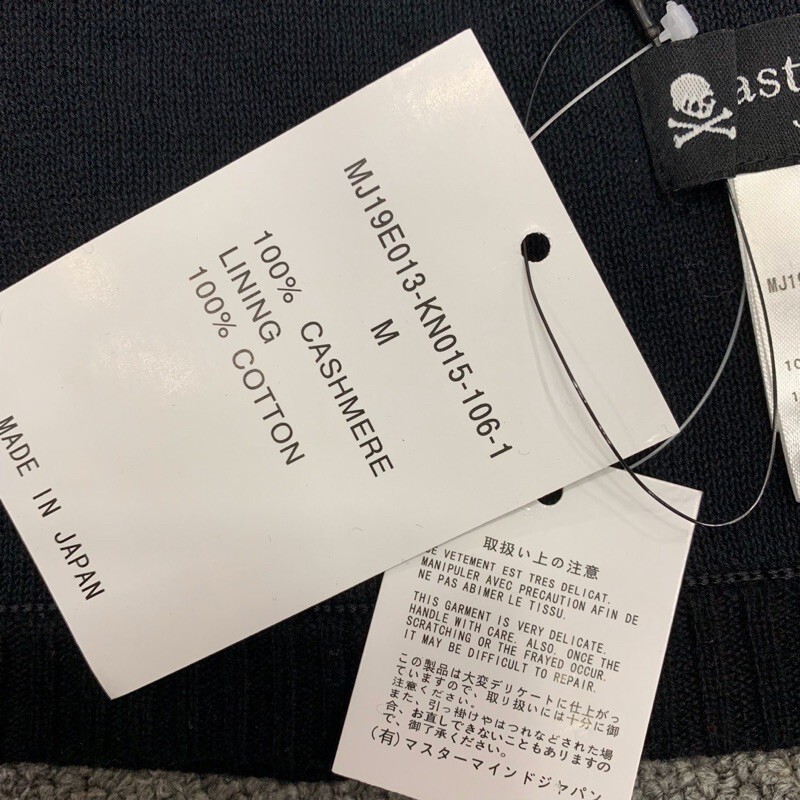 MJ19E013-KN015-106-1
M
100% CASHMERE
LINING
100% COTTON
MADE IN JAPAN
取扱い上の注意
CE VETEMENT EST TRES DELICAT.
MANIPULER AVEC PRECAUTION AFIN DE
NE PAS ABIMER LE TISSU.
THIS GARMENT IS VERY DELICATE.
HANDLE WITH CARE. ALSO. ONCE THE
SCRATCHING OR THE FRAYED OCCUR.
IT MAY BE DIFFICULT TO REPAIR.
この製品は大変デリケートに仕上がっ
ていますので、取り扱いには十分に御
注意ください。
また、引っ掛けやはつれなどされた場
合、お直しできないこともありますの
で、御了承ください。
(有)マスターマインドジャパン
ast
MJ19